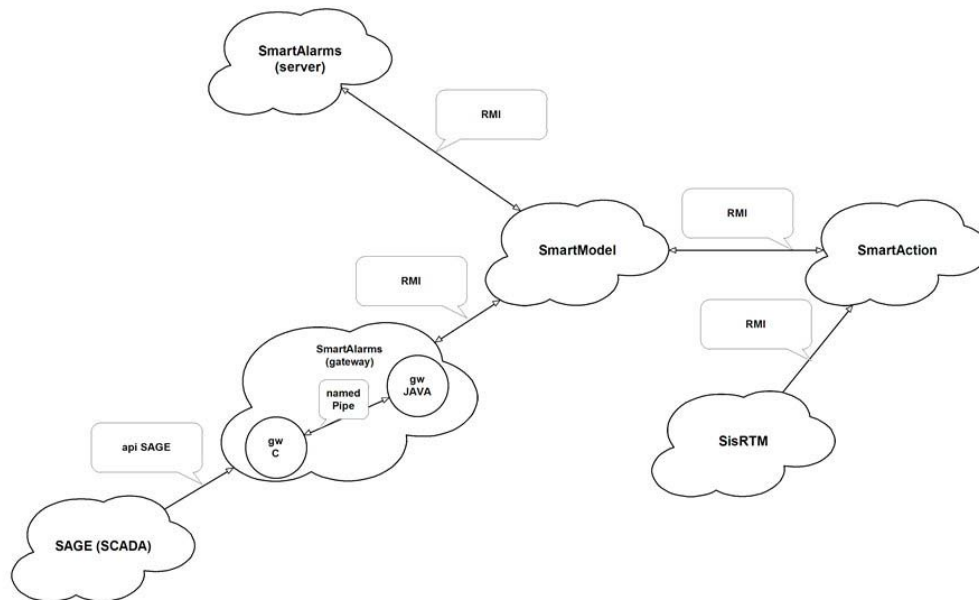 SmartAlarms
(server)
RMI
RMI
SmartModel
SmartAction
RMI
RMI
SmartAlarms
(gateway)
gw
JAVA
named
Pipe
gw
C
api SAGE
SisRTM
SAGE (SCADA)